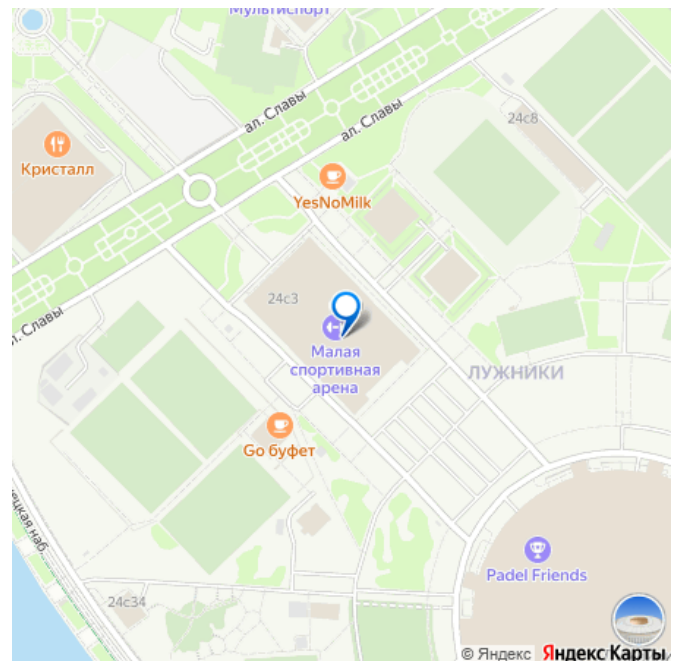 Мультиспорт
ал. Славы
ал. Славы
24с8
Кристалл
YesNoMilk
24с3
ал. Славы
Малая
спортивная
арена
ЛУЖНИКИ
Go буфет
наб.
Padel Friends
24с34
© Яндекс Яндекс Карты